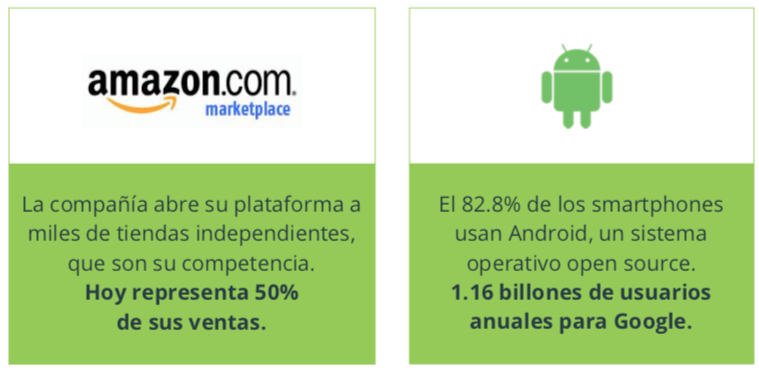 amazon.com.
marketplace
La compañía abre su plataforma a
miles de tiendas independientes,
que son su competencia.
Hoy representa 50%
de sus ventas.
El 82.8% de los smartphones
usan Android, un sistema
operativo open source.
1.16 billones de usuarios
anuales para Google.